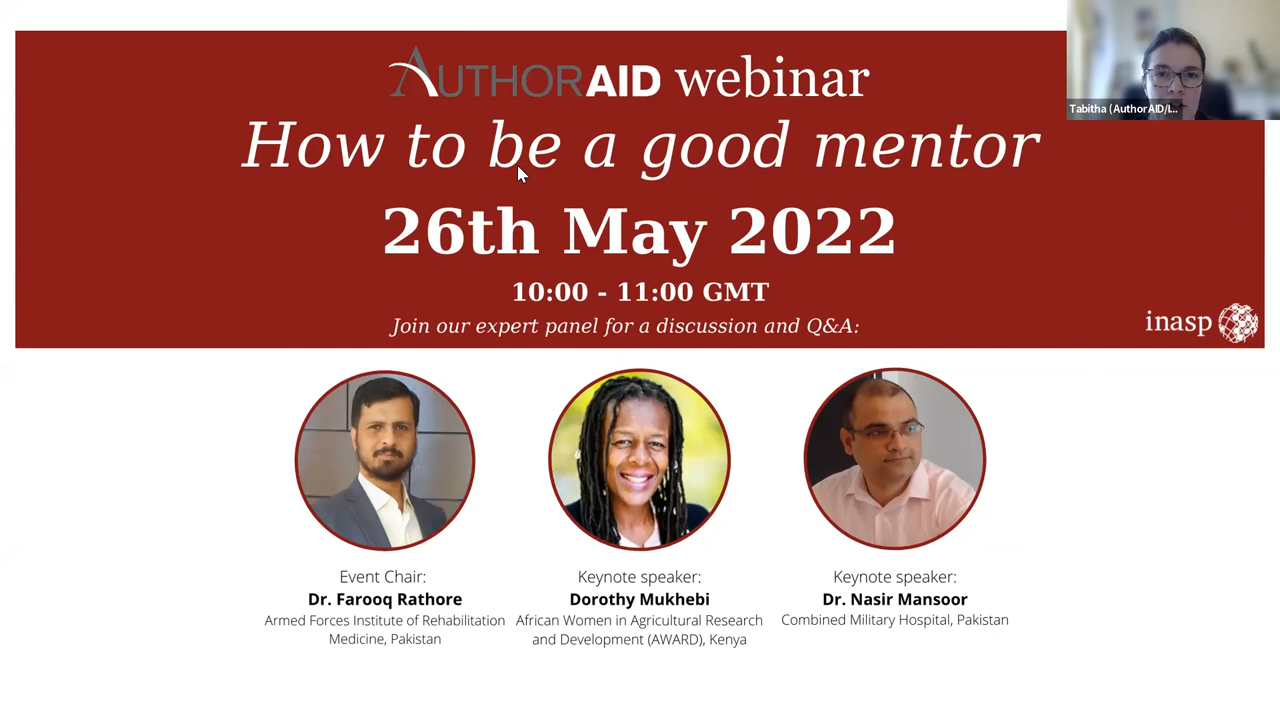 AUTHORAID webinar
How to be a good mentor
26th May 2022
10:00 - 11:00 GMT
Join our expert panel for a discussion and Q&A:
inasp
Tabitha (AuthorAID/I...
Event Chair:
Dr. Farooq Rathore
Armed Forces Institute of Rehabilitation
Medicine, Pakistan
Keynote speaker:
Dorothy Mukhebi
African Women in Agricultural Research
and Development (AWARD), Kenya
Keynote speaker:
Dr. Nasir Mansoor
Combined Military Hospital, Pakistan